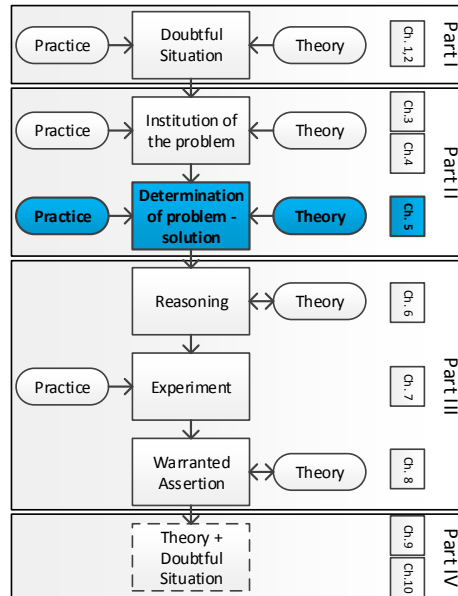 Practice
Doubtful
Situation
Theory
Ch. 1,2
Part I
Practice
Institution of
the problem
Theory
Ch.3
Ch.4
Part II
Practice
Determination
of problem -
solution
Theory
Ch. 5
Reasoning
Theory
Ch. 6
Practice
Experiment
Ch. 7
Part III
Warranted
Assertion
Theory
Ch. 8
Theory +
Doubtful
Situation
Ch.9
Ch.10
Part IV